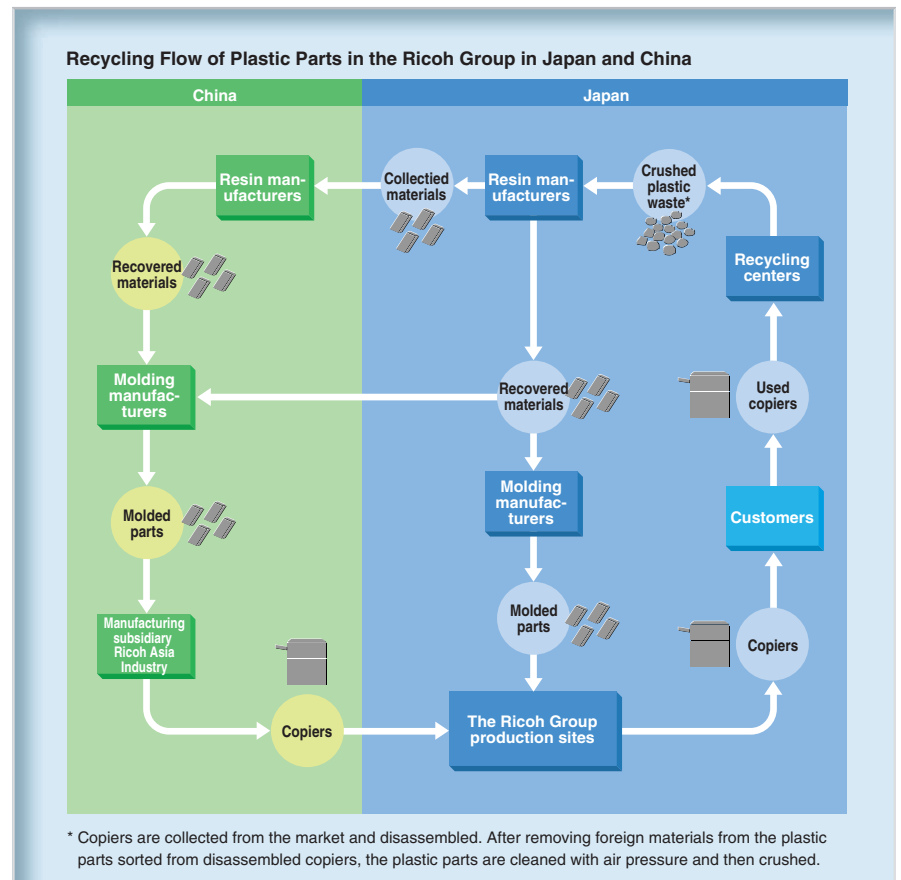 Recycling Flow of Plastic Parts in the Ricoh Group in Japan and China
China
Japan
Resin man-
ufacturers
Collectied
materials
Resin man-
ufacturers
Crushed
plastic
waste*
Recovered
materials
Recycling
centers
Molding
manufac-
turers
Recovered
materials
Used
copiers
Molded
parts
Molding
manufac-
turers
Customers
Manufacturing
subsidiary
Ricoh Asia
Industry
Molded
parts
Copiers
Copiers
The Ricoh Group
production sites
* Copiers are collected from the market and disassembled. After removing foreign materials from the plastic
parts sorted from disassembled copiers, the plastic parts are cleaned with air pressure and then crushed.